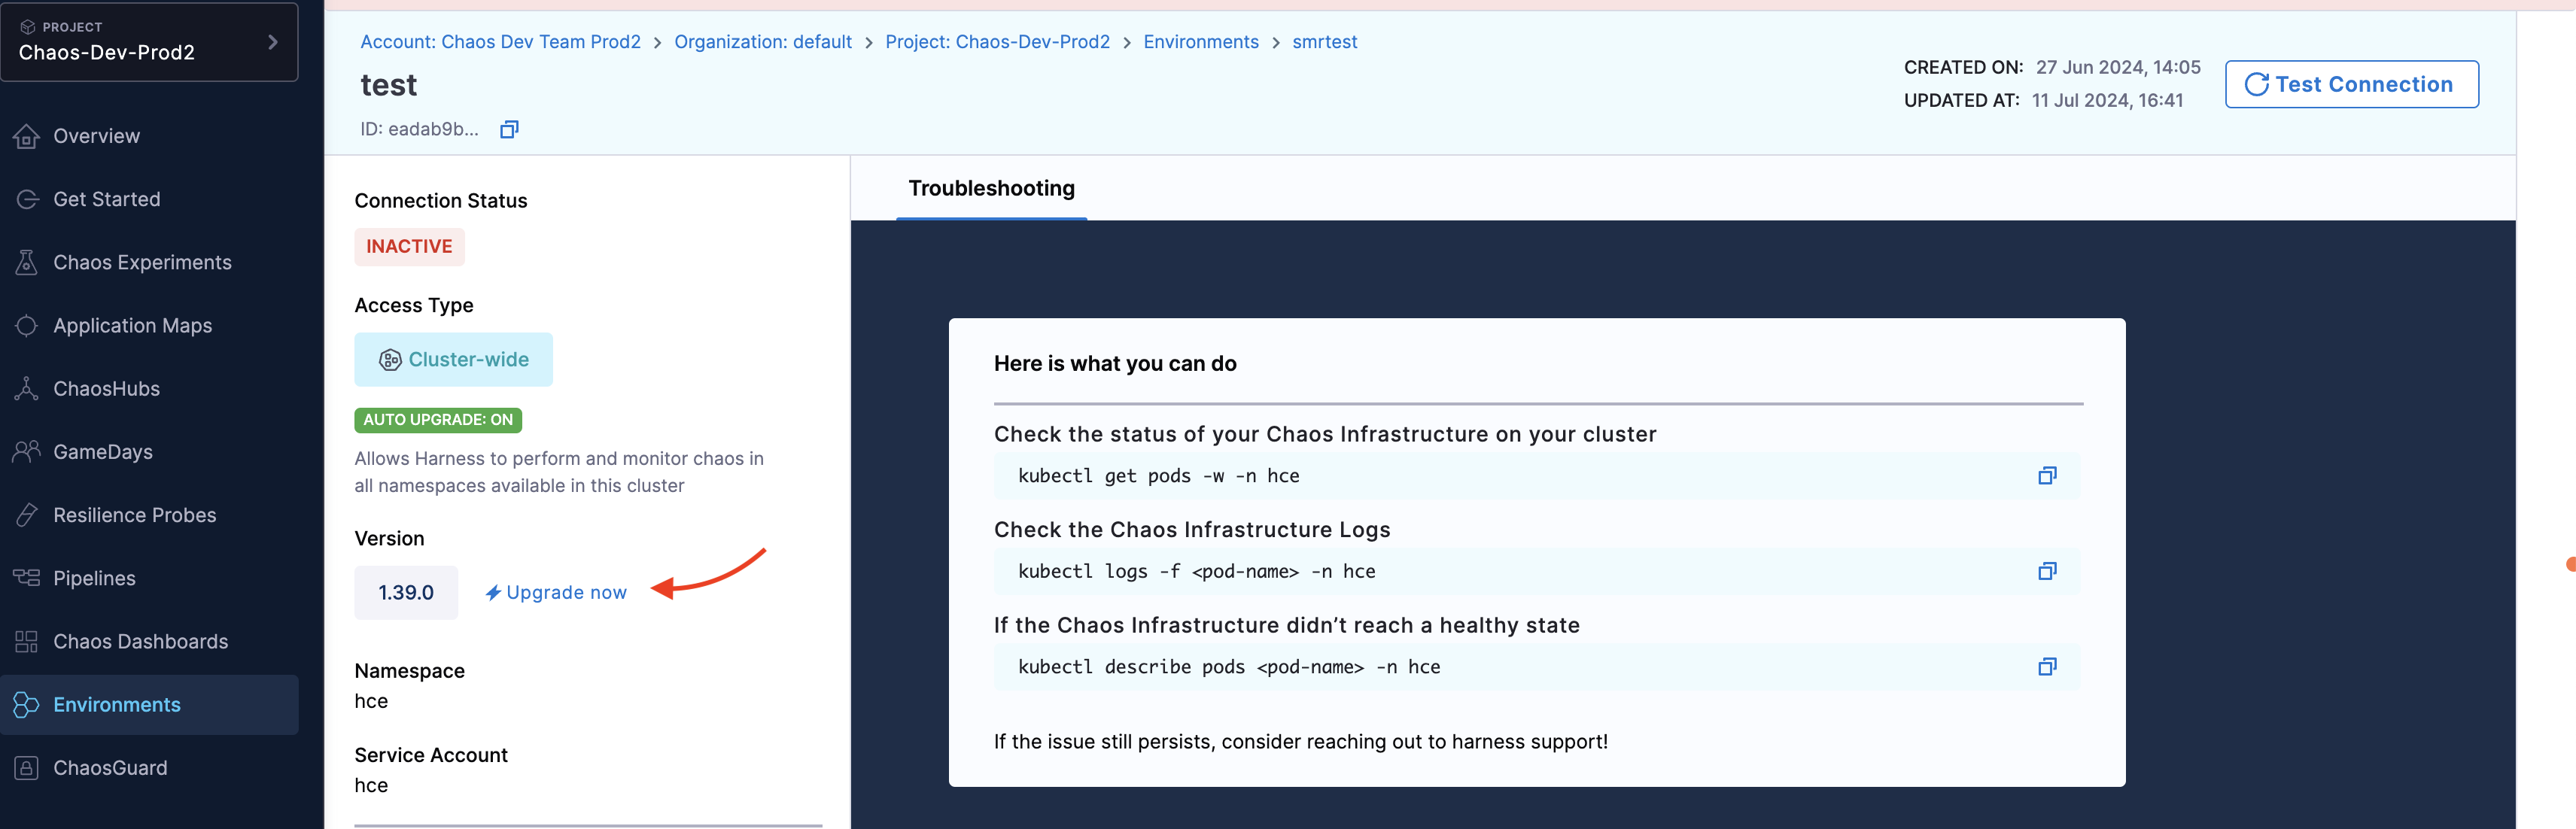 PROJECT
Chaos-Dev-Prod2
Overview
Get Started
Chaos Experiments
Application Maps
ChaosHubs
GameDays
Resilience Probes
Pipelines
Chaos Dashboards
Environments
ChaosGuard
Account: Chaos Dev Team Prod2 > Organization: default > Project: Chaos-Dev-Prod2 > Environments > smrtest
test
ID: eadab9b...
CREATED ON: 27 Jun 2024, 14:05
UPDATED AT: 11 Jul 2024, 16:41
Test Connection
Connection Status
INACTIVE
Access Type
Cluster-wide
AUTO UPGRADE: ON
Allows Harness to perform and monitor chaos in
all namespaces available in this cluster
Version
1.39.0 Upgrade now
Namespace
hce
Service Account
hce
Troubleshooting
Here is what you can do
Check the status of your Chaos Infrastructure on your cluster
kubectl get pods -w -n hce
Check the Chaos Infrastructure Logs
kubectl logs -f <pod-name> -n hce
If the Chaos Infrastructure didn’t reach a healthy state
kubectl describe pods <pod-name> -n hce
If the issue still persists, consider reaching out to harness support!